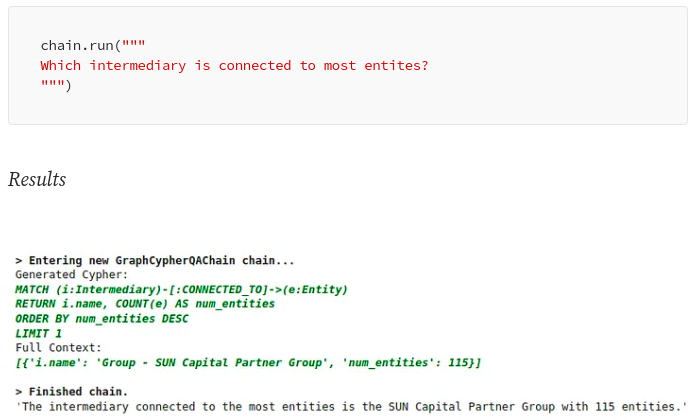 chain.run("""
Which intermediary is connected to most entites?
""")
Results
> Entering new GraphCypherQAChain chain...
Generated Cypher:
MATCH (i:Intermediary)-[:CONNECTED_TO]->(e:Entity)
RETURN i.name, COUNT(e) AS num_entities
ORDER BY num_entities DESC
LIMIT 1
Full Context:
[{'i.name': 'Group - SUN Capital Partner Group', 'num_entities': 115}]
> Finished chain.
'The intermediary connected to the most entities is the SUN Capital Partner Group with 115 entities.'